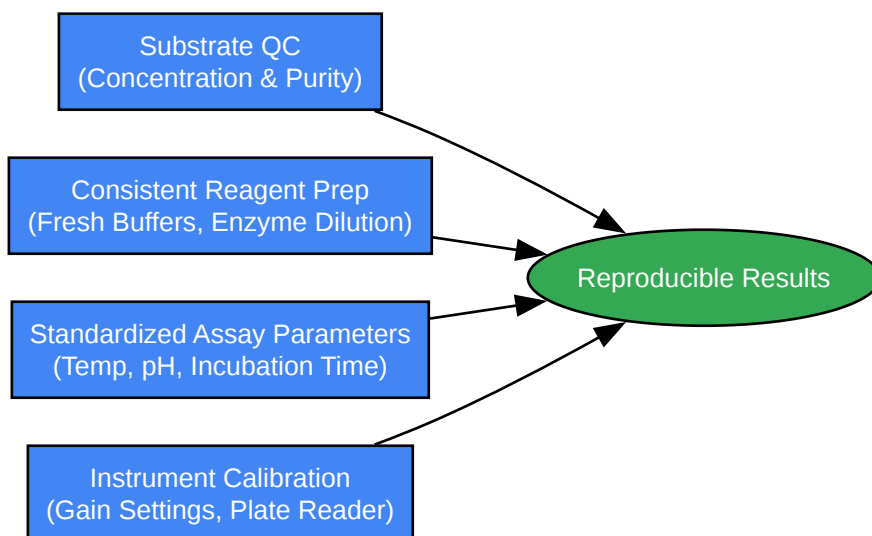 Substrate QC
(Concentration & Purity)
Consistent Reagent Prep
(Fresh Buffers, Enzyme Dilution)
Reproducible Results
Standardized Assay Parameters
(Temp, pH, Incubation Time)
Instrument Calibration
(Gain Settings, Plate Reader)